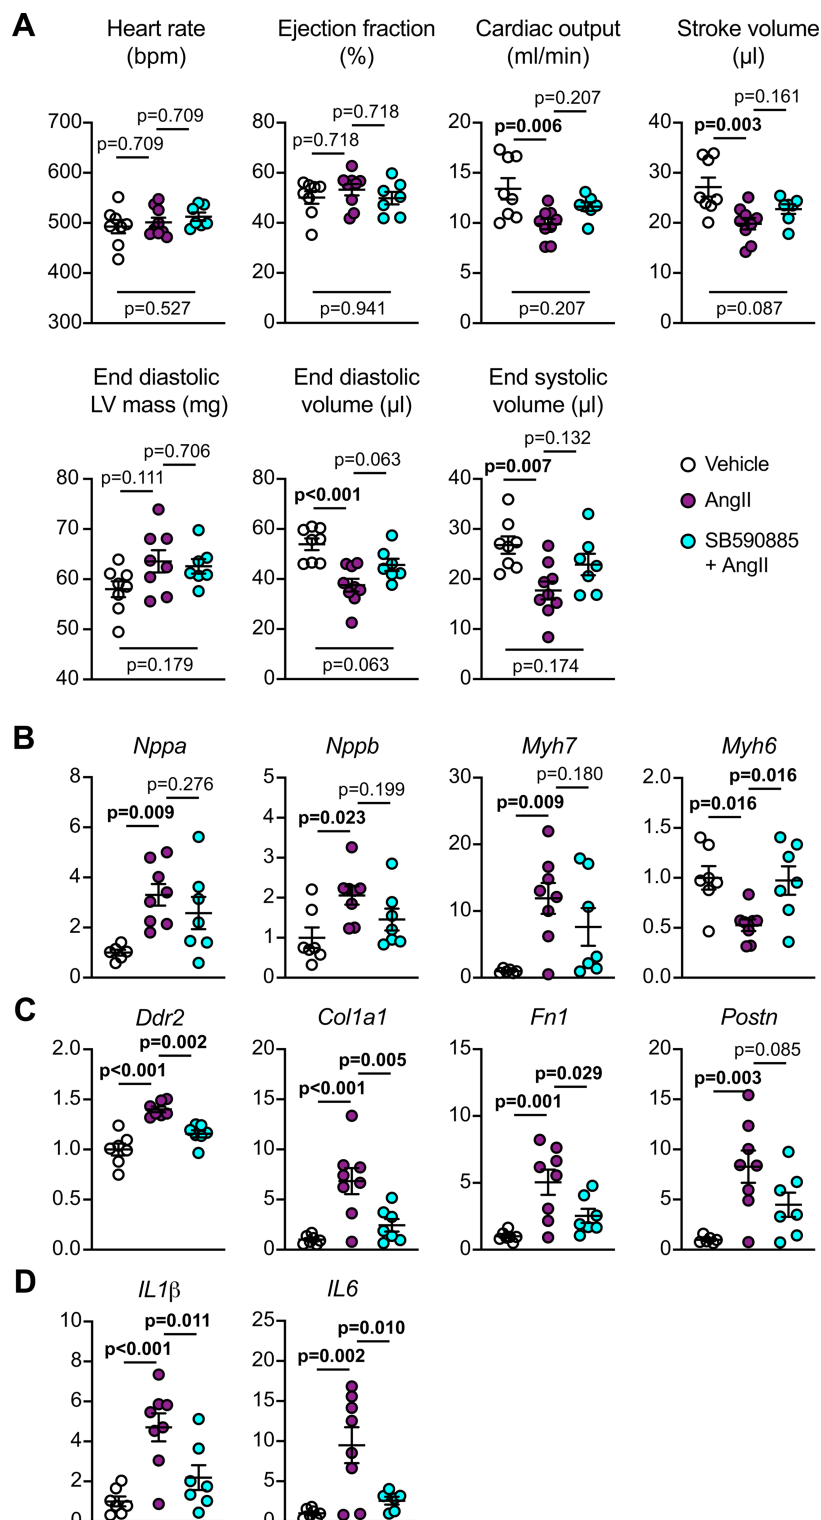 A
Heart rate
(bpm)
Ejection fraction
(%)
Cardiac output
(ml/min)
Stroke volume
(µl)
p=0.709
p=0.709
p=0.527
700
600
500
400
300
p=0.718
p=0.718
p=0.941
80
60
40
20
0
p=0.207
p=0.006
p=0.207
20
15
10
5
0
p=0.161
p=0.003
p=0.087
40
30
20
10
0
End diastolic
LV mass (mg)
End diastolic
volume (µl)
End systolic
volume (µl)
p=0.706
p=0.111
p=0.179
80
70
60
50
40
p=0.063
p<0.001
p=0.063
80
60
40
20
0
p=0.132
p=0.007
p=0.174
40
30
20
10
0
Vehicle
AngII
SB590885
+ AngII
B
Nppa
Nppb
Myh7
Myh6
p=0.276
p=0.009
8
6
4
2
0
p=0.199
p=0.023
5
4
3
2
1
0
p=0.180
p=0.009
30
20
10
0
p=0.016
p=0.016
2.0
1.5
1.0
0.5
0.0
C
Ddr2
Col1a1
Fn1
Postn
p=0.002
p<0.001
2.0
1.5
1.0
0.5
0.0
p=0.005
p<0.001
20
15
10
5
0
p=0.029
p=0.001
15
10
5
0
p=0.085
p=0.003
20
15
10
5
0
D
IL1β
IL6
p=0.011
p<0.001
10
8
6
4
2
0
p=0.010
p=0.002
25
20
15
10
5
0